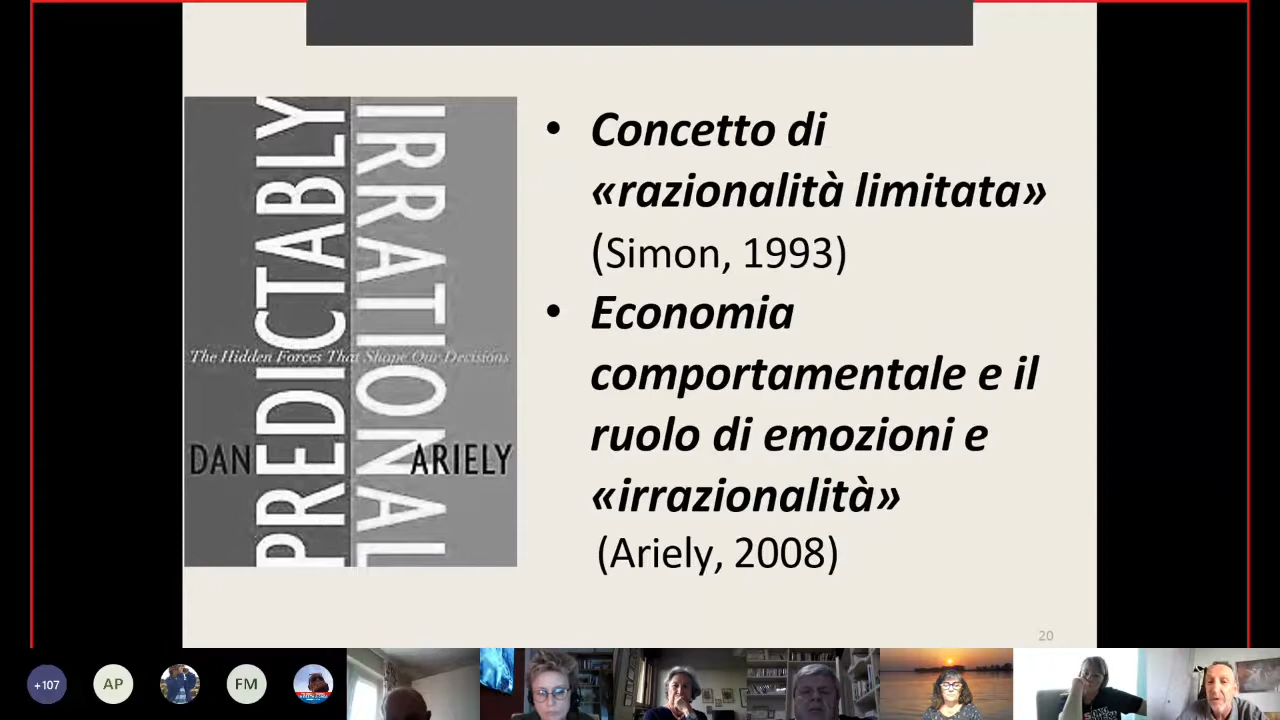 PREDICTABLY
IRRATIONAL
The Hidden Forces That Shape Our Decisions
DAN ARIELY
• Concetto di
«razionalità limitata»
(Simon, 1993)
• Economia
comportamentale e il
ruolo di emozioni e
«irrazionalità»
(Ariely, 2008)
20
+107
AP
FM